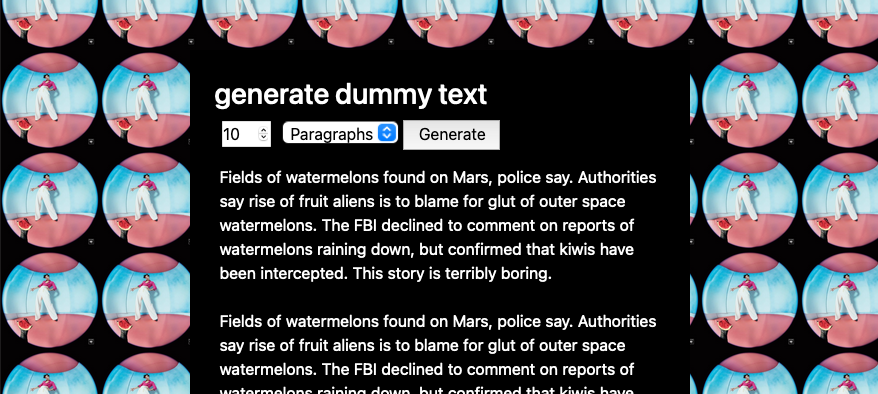 generate dummy text
10 Paragraphs Generate
Fields of watermelons found on Mars, police say. Authorities
say rise of fruit aliens is to blame for glut of outer space
watermelons. The FBI declined to comment on reports of
watermelons raining down, but confirmed that kiwis have
been intercepted. This story is terribly boring.
Fields of watermelons found on Mars, police say. Authorities
say rise of fruit aliens is to blame for glut of outer space
watermelons. The FBI declined to comment on reports of
watermelons raining down, but confirmed that kiwis have